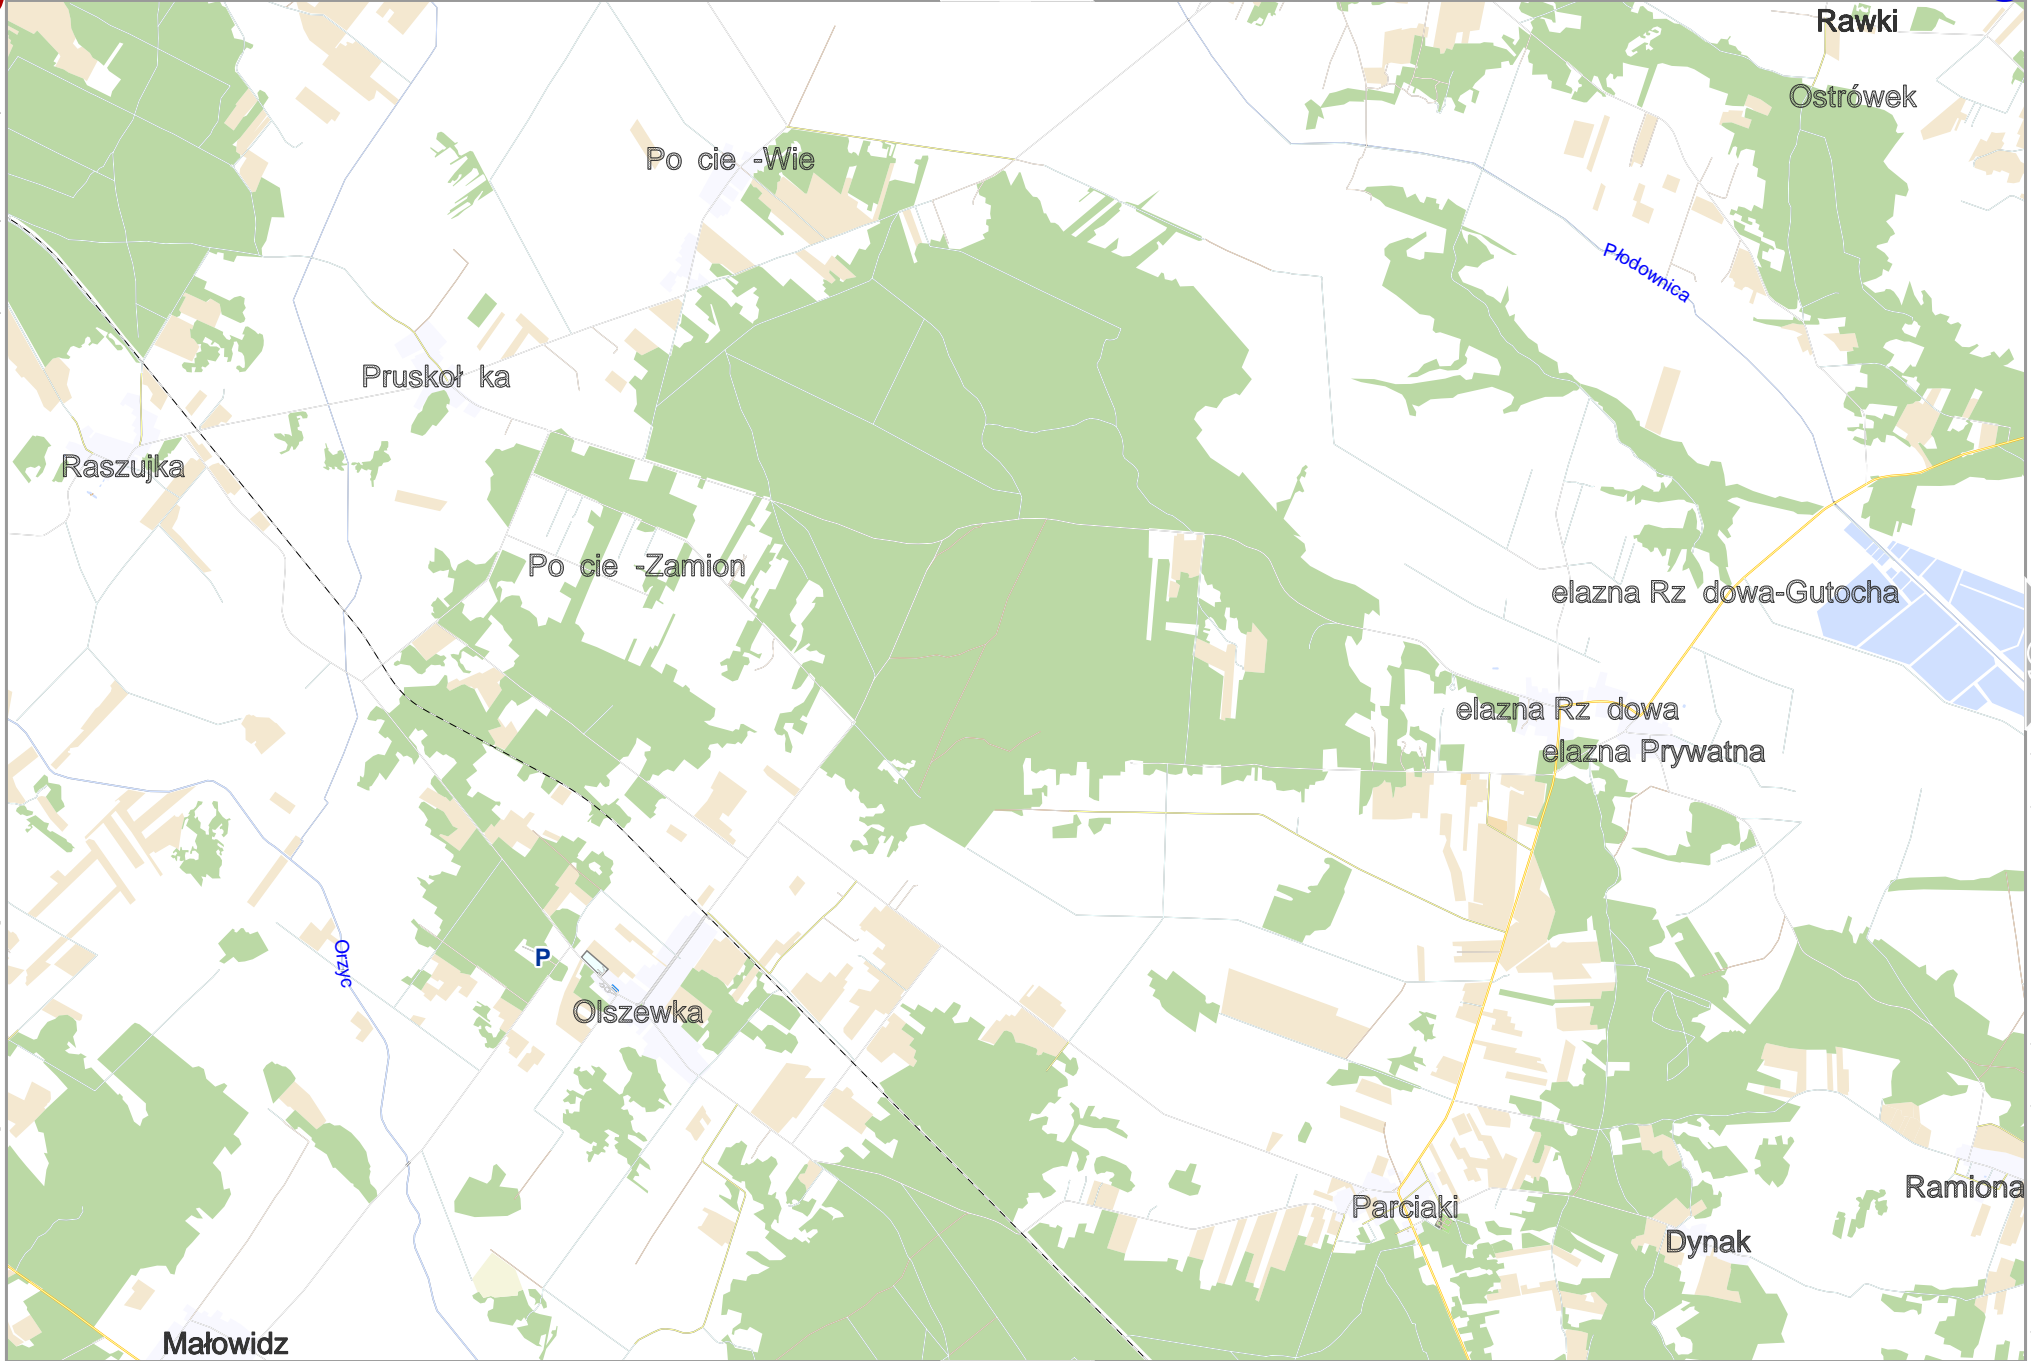 Rawki
Ostrówek
Po cie -Wie
Płodownica
Pruskoł ka
Raszujka
Po cie -Zamion
elazna Rz dowa-Gutocha
elazna Rz dowa
elazna Prywatna
P
Orzyc
Olszewka
Ramiona
Parciaki
Dynak
Małowidz